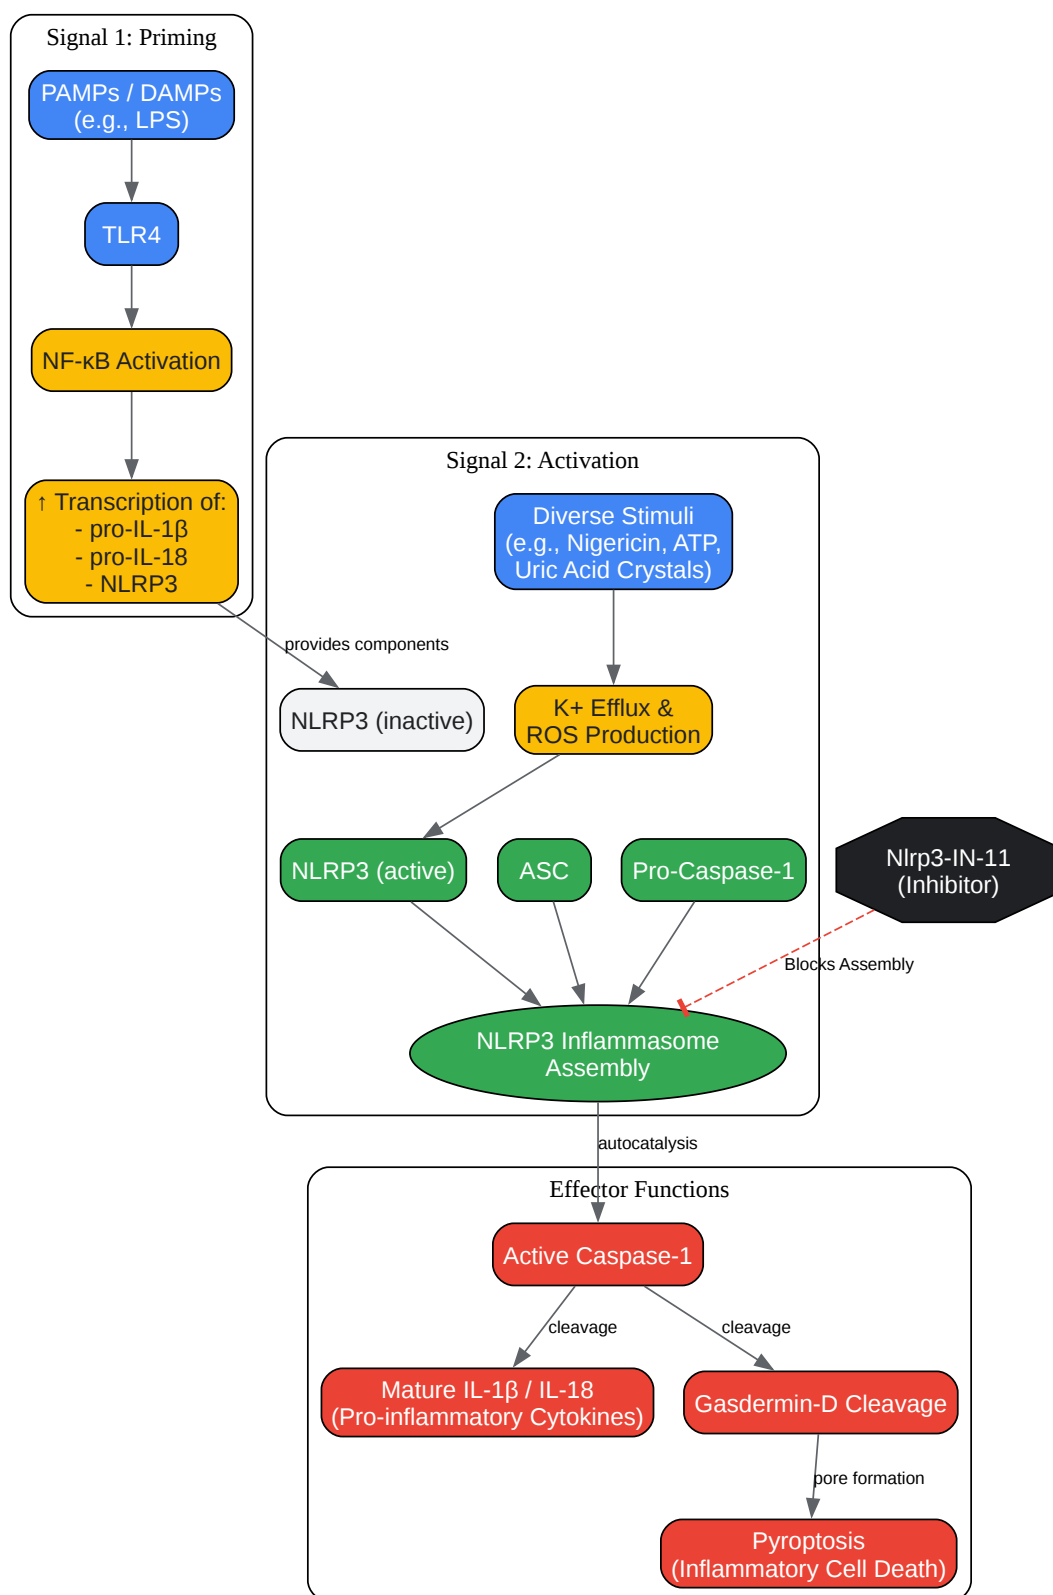 Signal 1: Priming
PAMPs / DAMPs
(e.g., LPS)
TLR4
NF-κB Activation
↑ Transcription of:
- pro-IL-1β
- pro-IL-18
- NLRP3
provides components
Signal 2: Activation
Diverse Stimuli
(e.g., Nigericin, ATP,
Uric Acid Crystals)
NLRP3 (inactive)
K+ Efflux &
ROS Production
NLRP3 (active)
ASC
Pro-Caspase-1
Nlrp3-IN-11
(Inhibitor)
Blocks Assembly
NLRP3 Inflammasome
Assembly
autocatalysis
Effector Functions
Active Caspase-1
cleavage
cleavage
Mature IL-1β / IL-18
(Pro-inflammatory Cytokines)
Gasdermin-D Cleavage
pore formation
Pyroptosis
(Inflammatory Cell Death)